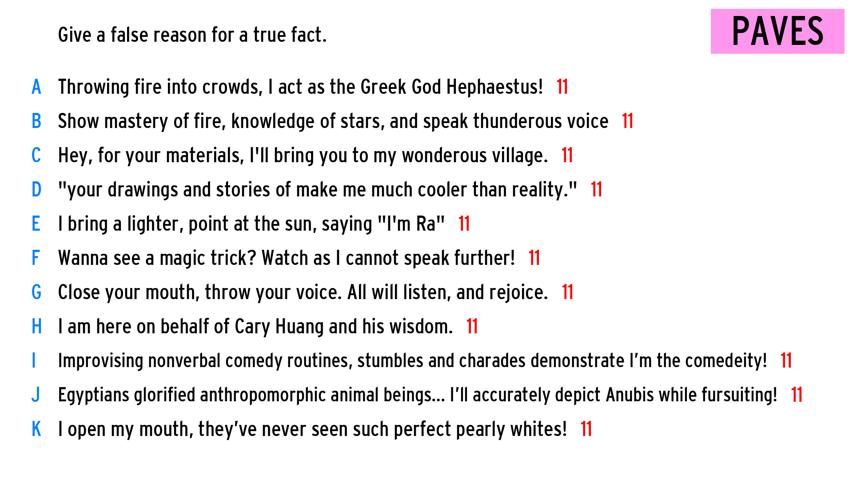 Give a false reason for a true fact.
PAVES
A Throwing fire into crowds, I act as the Greek God Hephaestus! 11
B Show mastery of fire, knowledge of stars, and speak thunderous voice 11
C Hey, for your materials, I'll bring you to my wonderous village. 11
D "your drawings and stories of make me much cooler than reality." 11
E I bring a lighter, point at the sun, saying "I'm Ra" 11
F Wanna see a magic trick? Watch as I cannot speak further! 11
G Close your mouth, throw your voice. All will listen, and rejoice. 11
H I am here on behalf of Cary Huang and his wisdom. 11
I Improvising nonverbal comedy routines, stumbles and charades demonstrate I’m the comedeity! 11
J Egyptians glorified anthropomorphic animal beings... I’ll accurately depict Anubis while fursuiting! 11
K I open my mouth, they’ve never seen such perfect pearly whites! 11